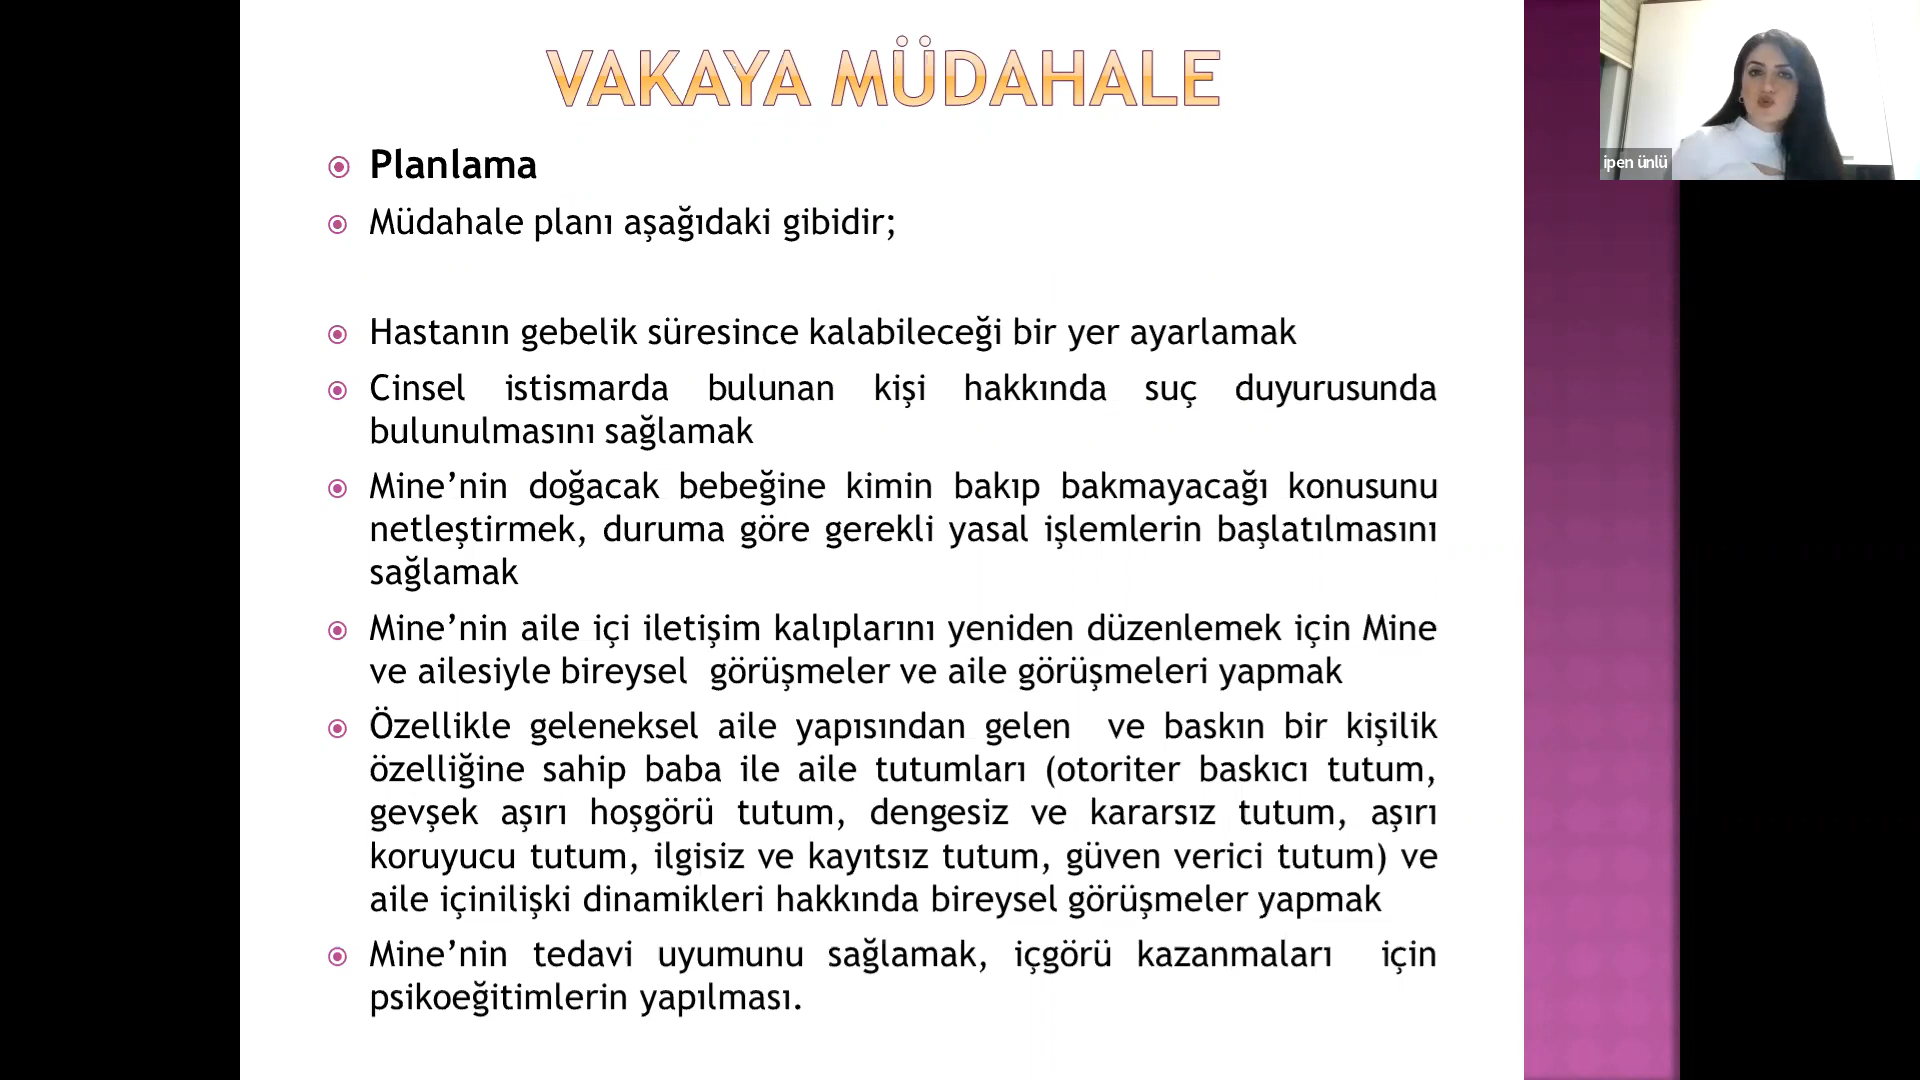 VAKAYA MÜDAHALE
Planlama
Müdahale planı aşağıdaki gibidir;
Hastanın gebelik süresince kalabileceği bir yer ayarlamak
Cinsel istismarda bulunan kişi hakkında suç duyurusunda
bulunulmasını sağlamak
Mine’nin doğacak bebeğine kimin bakıp bakmayacağı konusunu
netleştirmek, duruma göre gerekli yasal işlemlerin başlatılmasını
sağlamak
Mine’nin aile içi iletişim kalıplarını yeniden düzenlemek için Mine
ve ailesiyle bireysel görüşmeler ve aile görüşmeleri yapmak
Özellikle geleneksel aile yapısından gelen ve baskın bir kişilik
özelliğine sahip baba ile aile tutumları (otoriter baskıcı tutum,
gevşek aşırı hoşgörü tutum, dengesiz ve kararsız tutum, aşırı
koruyucu tutum, ilgisiz ve kayıtsız tutum, güven verici tutum) ve
aile içinilişki dinamikleri hakkında bireysel görüşmeler yapmak
Mine’nin tedavi uyumunu sağlamak, içgörü kazanmaları için
psikoeğitimlerin yapılması.
ipen ünlü